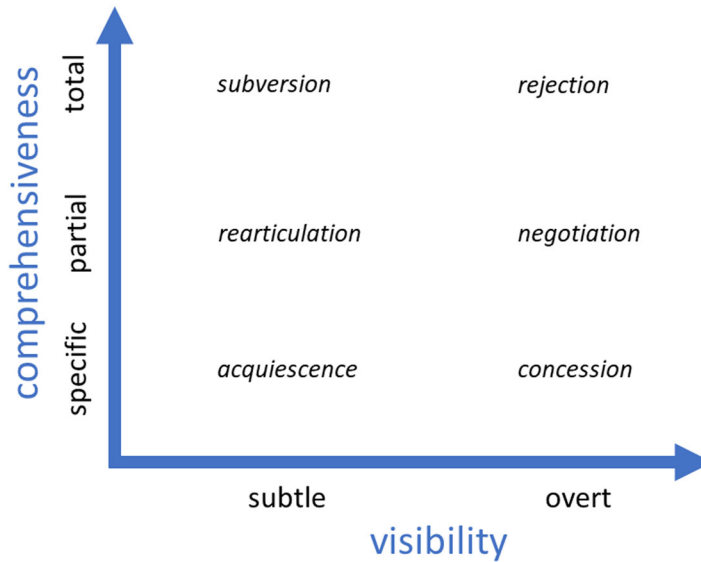 comprehensiveness
total
subversion rejection
partial
rearticulation negotiation
specific
acquiescence concession
subtle overt
visibility